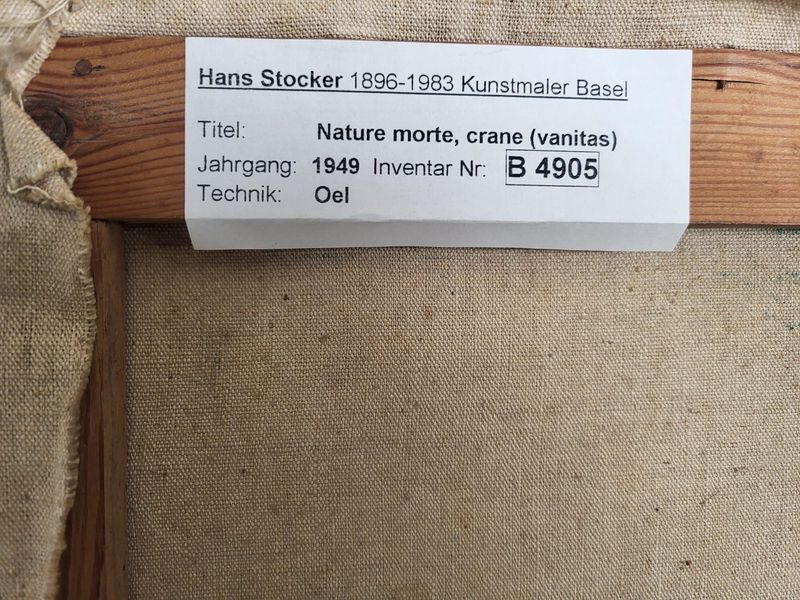 Hans Stocker 1896-1983 Kunstmaler Basel
Titel: Nature morte, crane (vanitas)
Jahrgang: 1949 Inventar Nr: B 4905
Technik: Oel